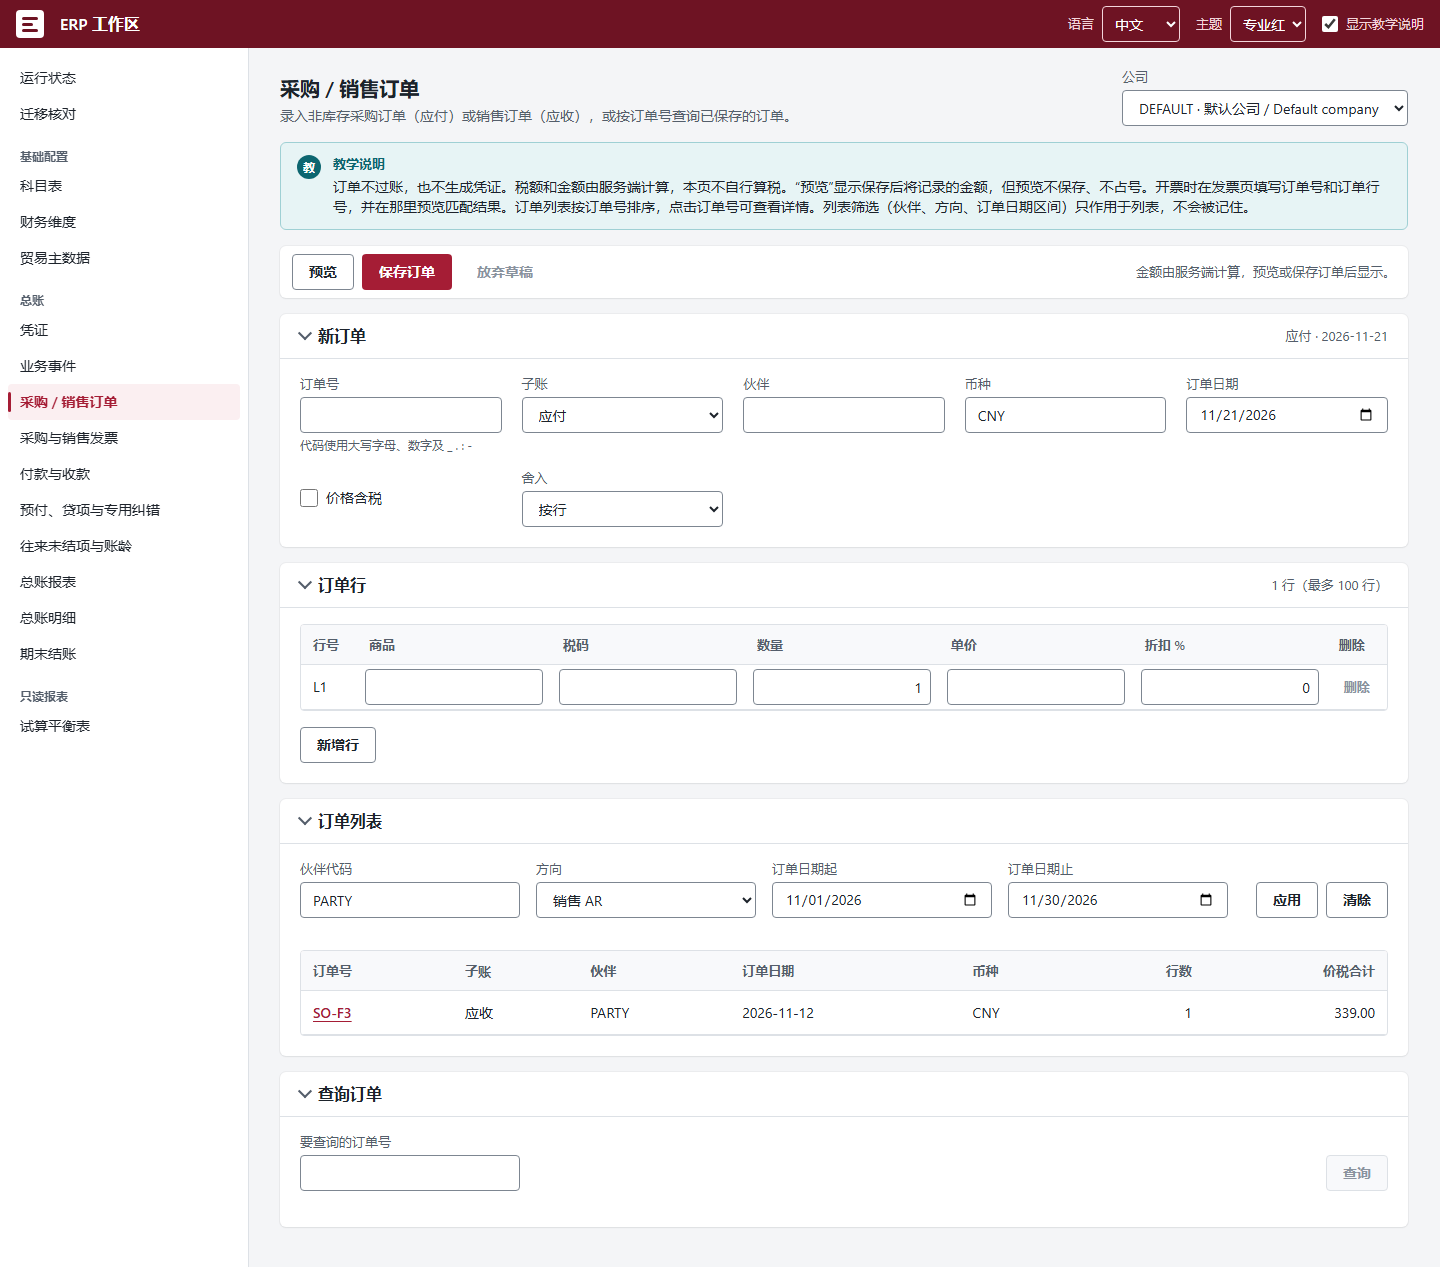 ERP 工作区
语言 中文 主题 专业红 显示教学说明
运行状态
迁移核对
基础配置
科目表
财务维度
贸易主数据
总账
凭证
业务事件
采购 / 销售订单
采购与销售发票
付款与收款
预付、贷项与专用纠错
往来未结项与账龄
总账报表
总账明细
期末结账
只读报表
试算平衡表
采购 / 销售订单
录入非库存采购订单（应付）或销售订单（应收），或按订单号查询已保存的订单。
公司
DEFAULT · 默认公司 / Default company
教
教学说明
订单不过账，也不生成凭证。税额和金额由服务端计算，本页不自行算税。“预览”显示保存后将记录的金额，但预览不保存、不占号。开票时在发票页填写订单号和订单行
号，并在那里预览匹配结果。订单列表按订单号排序，点击订单号可查看详情。列表筛选（伙伴、方向、订单日期区间）只作用于列表，不会被记住。
预览 保存订单 放弃草稿 金额由服务端计算，预览或保存订单后显示。
新订单 应付 · 2026-11-21
订单号 子账 伙伴 币种 订单日期
应付 CNY 11/21/2026
代码使用大写字母、数字及 _ . : -
舍入
价格含税 按行
订单行 1 行（最多 100 行）
行号 商品 税码 数量 单价 折扣 % 删除
L1 1 0 删除
新增行
订单列表
伙伴代码 方向 订单日期起 订单日期止
PARTY 销售 AR 11/01/2026 11/30/2026 应用 清除
订单号 子账 伙伴 订单日期 币种 行数 价税合计
SO-F3 应收 PARTY 2026-11-12 CNY 1 339.00
查询订单
要查询的订单号
查询